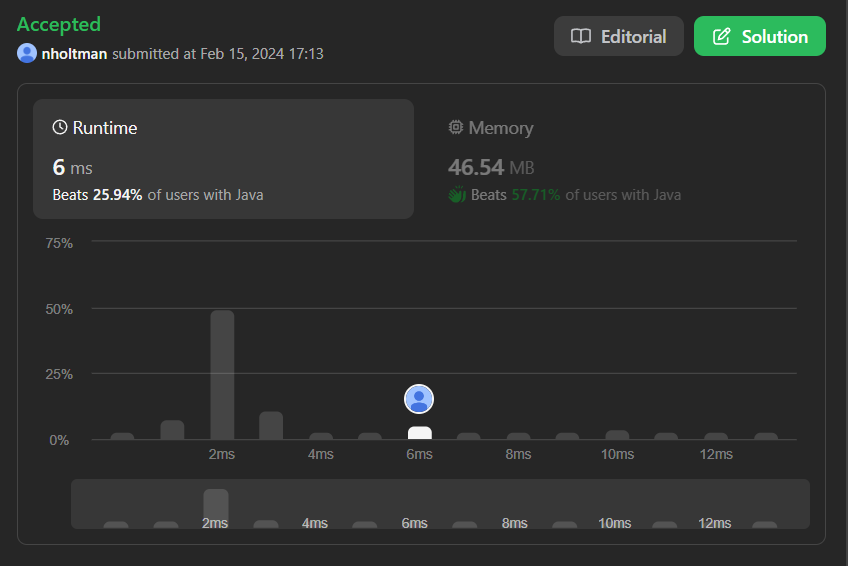 Accepted
nholtman submitted at Feb 15, 2024 17:13
Editorial
Solution
Runtime
6 ms
Beats 25.94% of users with Java
Memory
46.54 MB
Beats 57.71% of users with Java
75%
50%
25%
0%
2ms 4ms 6ms 8ms 10ms 12ms
2ms 4ms 6ms 8ms 10ms 12ms